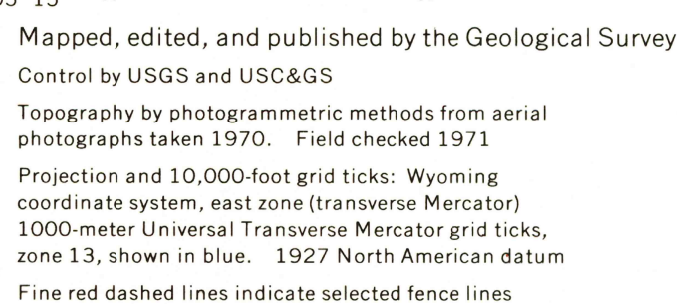 Mapped, edited, and published by the Geological Survey
Control by USGS and USC&GS
Topography by photogrammetric methods from aerial
photographs taken 1970. Field checked 1971
Projection and 10,000-foot grid ticks: Wyoming
coordinate system, east zone (transverse Mercator)
1000-meter Universal Transverse Mercator grid ticks,
zone 13, shown in blue. 1927 North American datum
Fine red dashed lines indicate selected fence lines